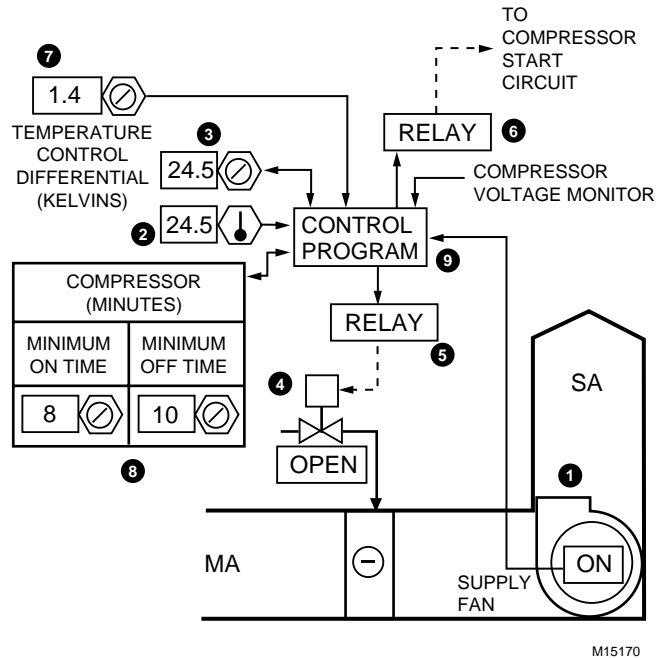 TO
COMPRESSOR
START
CIRCUIT
7
1.4
TEMPERATURE
CONTROL
DIFFERENTIAL
(KELVINS)
3
24.5
RELAY
6
COMPRESSOR
VOLTAGE MONITOR
2
24.5
CONTROL
PROGRAM
9
COMPRESSOR
(MINUTES)
MINIMUM
ON TIME
MINIMUM
OFF TIME
8
10
8
RELAY
5
4
OPEN
SA
1
MA
SUPPLY
FAN
ON
M15170